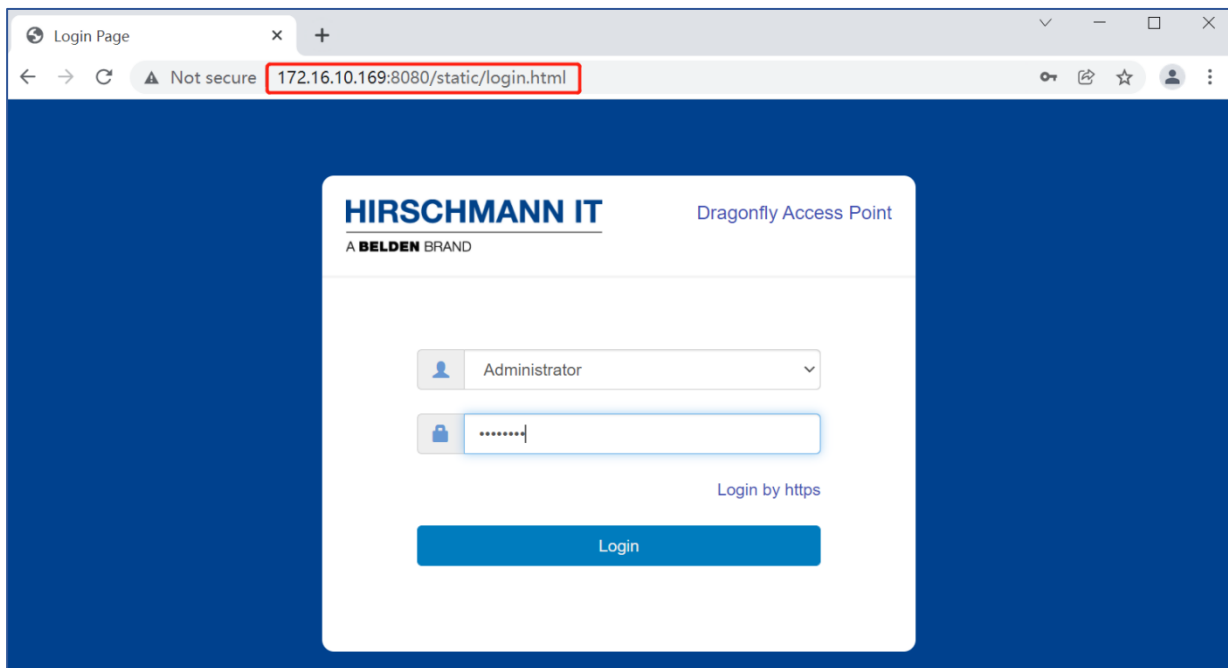 Login Page
Not secure 172.16.10.169:8080/static/login.html
HIRSCHMANN IT
A BELDEN BRAND
Dragonfly Access Point
Administrator
••••••••
Login by https
Login